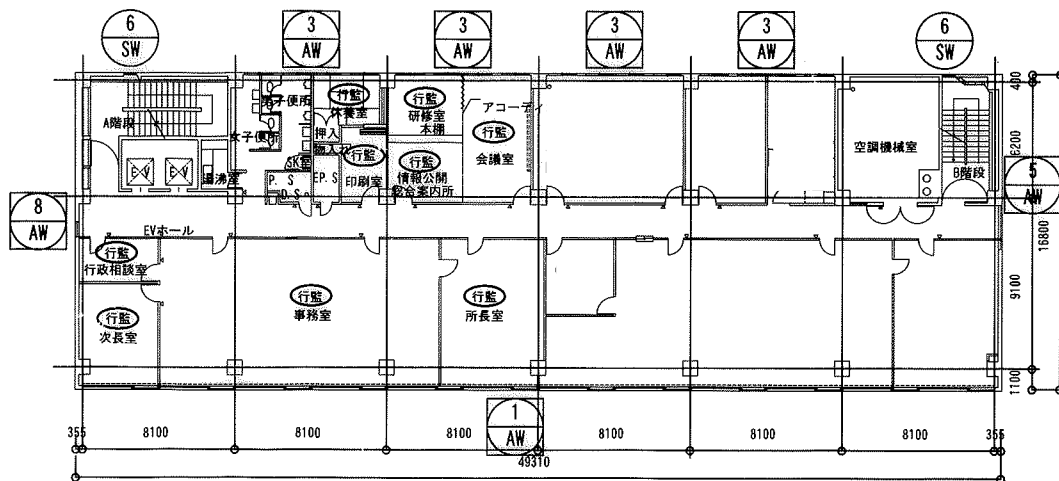 6
SW
3
AW
3
AW
3
AW
3
AW
6
SW
A階段
男子便所
行監
休養室
行監
研修室
本棚
アコーディ
行監
会議室
女子便所
押入
物入れ
SK室
行監
印刷室
行監
情報公開
総合案内所
EV
EV
湯沸室
P.S
D.S
EP.S
空調機械室
B階段
400
6200
5
AW
16800
9100
1100
8
AW
EVホール
行監
行政相談室
行監
次長室
行監
事務室
行監
所長室
1
AW
355
8100
8100
8100
8100
8100
8100
355
49310